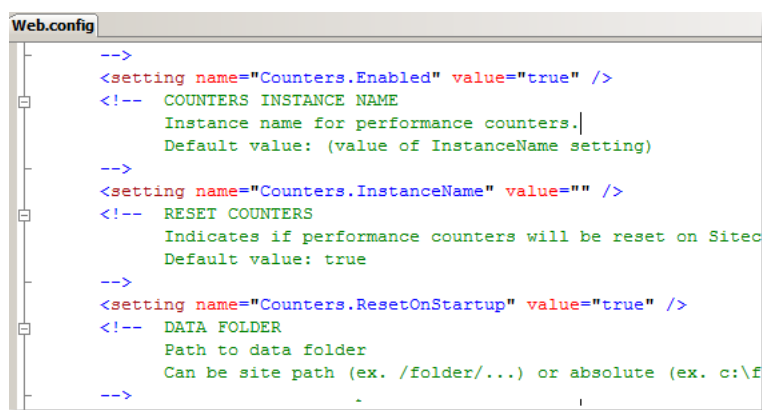 Web.config
-->
<setting name="Counters.Enabled" value="true" />
<!-- COUNTERS INSTANCE NAME
Instance name for performance counters.
Default value: (value of InstanceName setting)
-->
<setting name="Counters.InstanceName" value="" />
<!-- RESET COUNTERS
Indicates if performance counters will be reset on Sitec
Default value: true
-->
<setting name="Counters.ResetOnStartup" value="true" />
<!-- DATA FOLDER
Path to data folder
Can be site path (ex. /folder/...) or absolute (ex. c:\f
-->